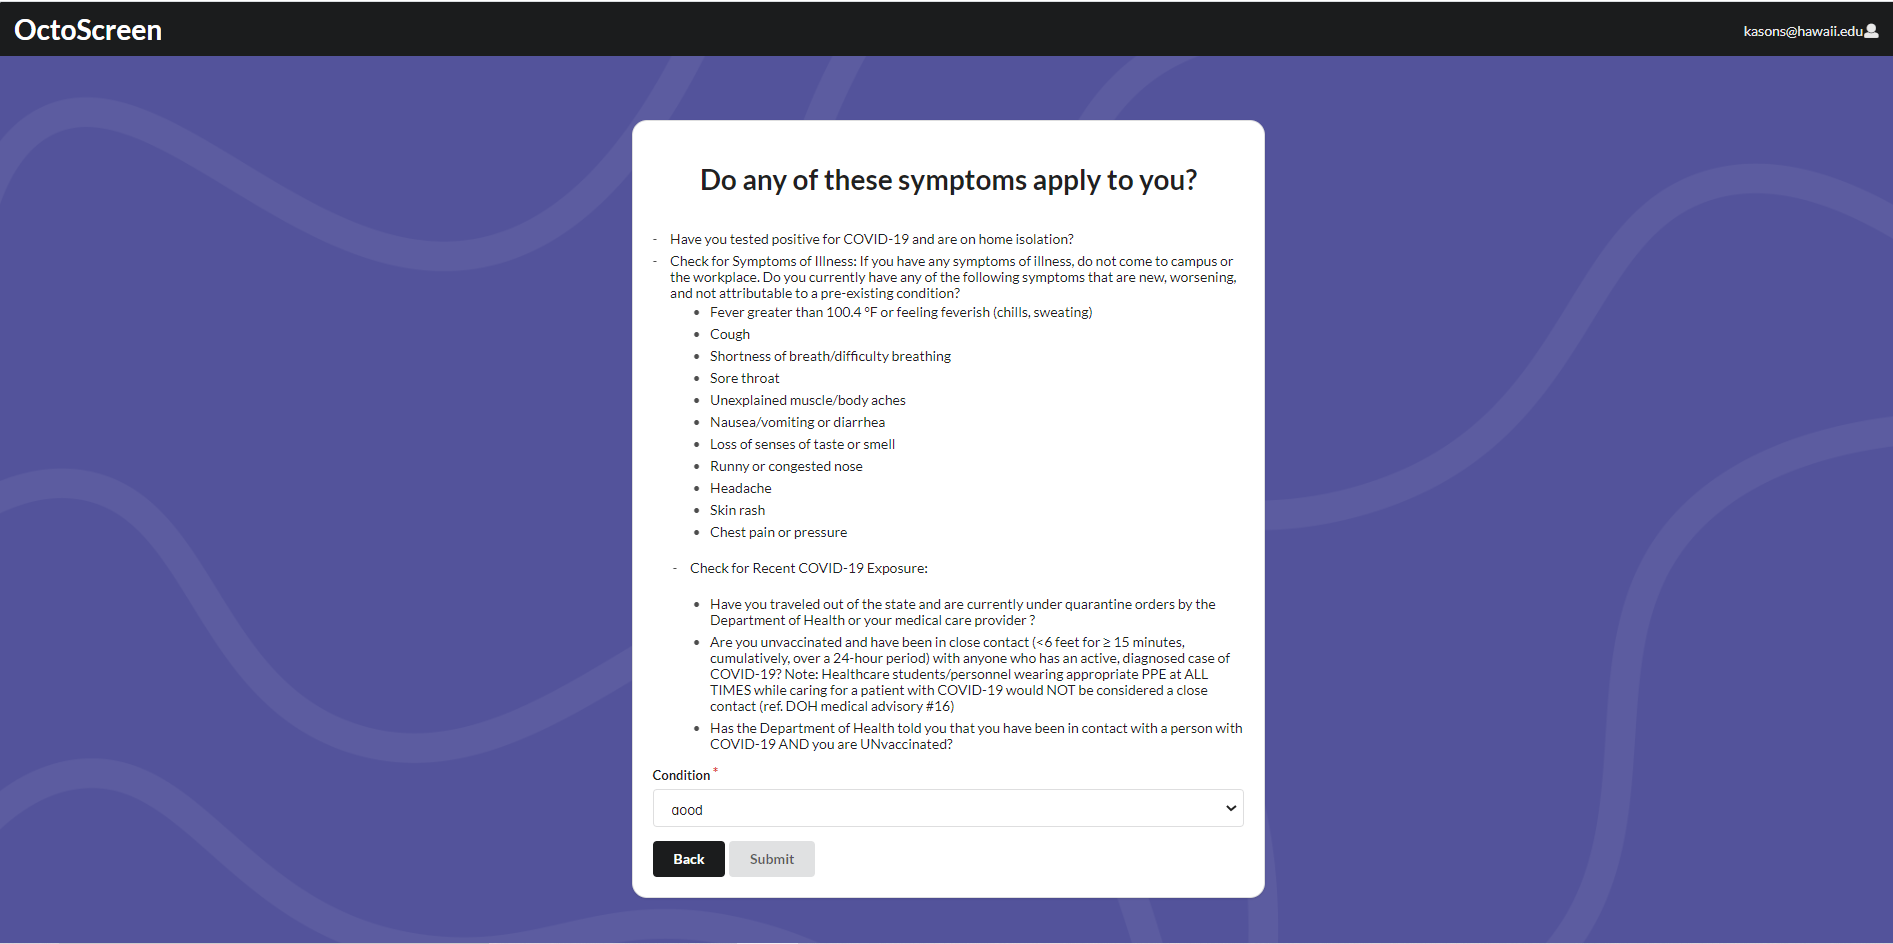 OctoScreen
kasons@hawaii.edu
Do any of these symptoms apply to you?
- Have you tested positive for COVID-19 and are on home isolation?
- Check for Symptoms of Illness: If you have any symptoms of illness, do not come to campus or
the workplace. Do you currently have any of the following symptoms that are new, worsening,
and not attributable to a pre-existing condition?
• Fever greater than 100.4 °F or feeling feverish (chills, sweating)
• Cough
• Shortness of breath/difficulty breathing
• Sore throat
• Unexplained muscle/body aches
• Nausea/vomiting or diarrhea
• Loss of senses of taste or smell
• Runny or congested nose
• Headache
• Skin rash
• Chest pain or pressure
- Check for Recent COVID-19 Exposure:
• Have you traveled out of the state and are currently under quarantine orders by the
Department of Health or your medical care provider ?
• Are you unvaccinated and have been in close contact (<6 feet for ≥ 15 minutes,
cumulatively, over a 24-hour period) with anyone who has an active, diagnosed case of
COVID-19? Note: Healthcare students/personnel wearing appropriate PPE at ALL
TIMES while caring for a patient with COVID-19 would NOT be considered a close
contact (ref. DOH medical advisory #16)
• Has the Department of Health told you that you have been in contact with a person with
COVID-19 AND you are UNvaccinated?
Condition *
good
Back Submit